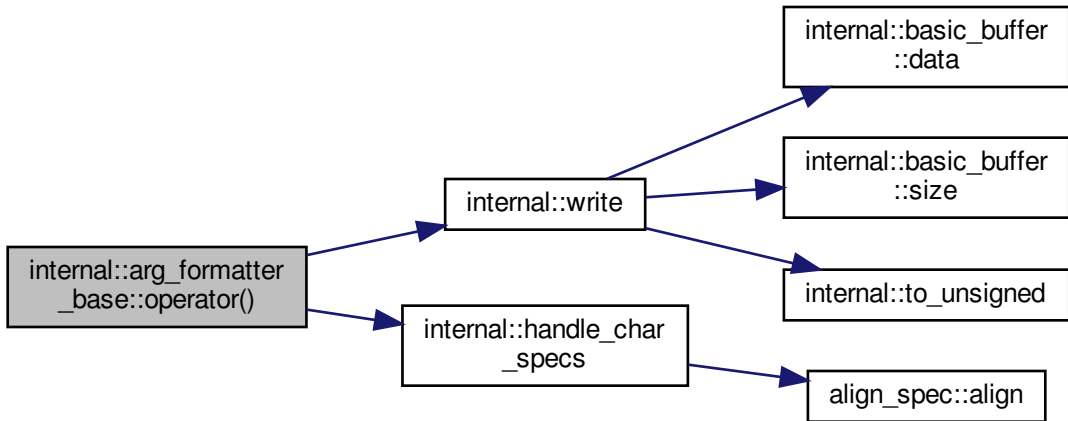 internal::arg_formatter
_base::operator()
internal::write
internal::handle_char
_specs
internal::basic_buffer
::data
internal::basic_buffer
::size
internal::to_unsigned
align_spec::align